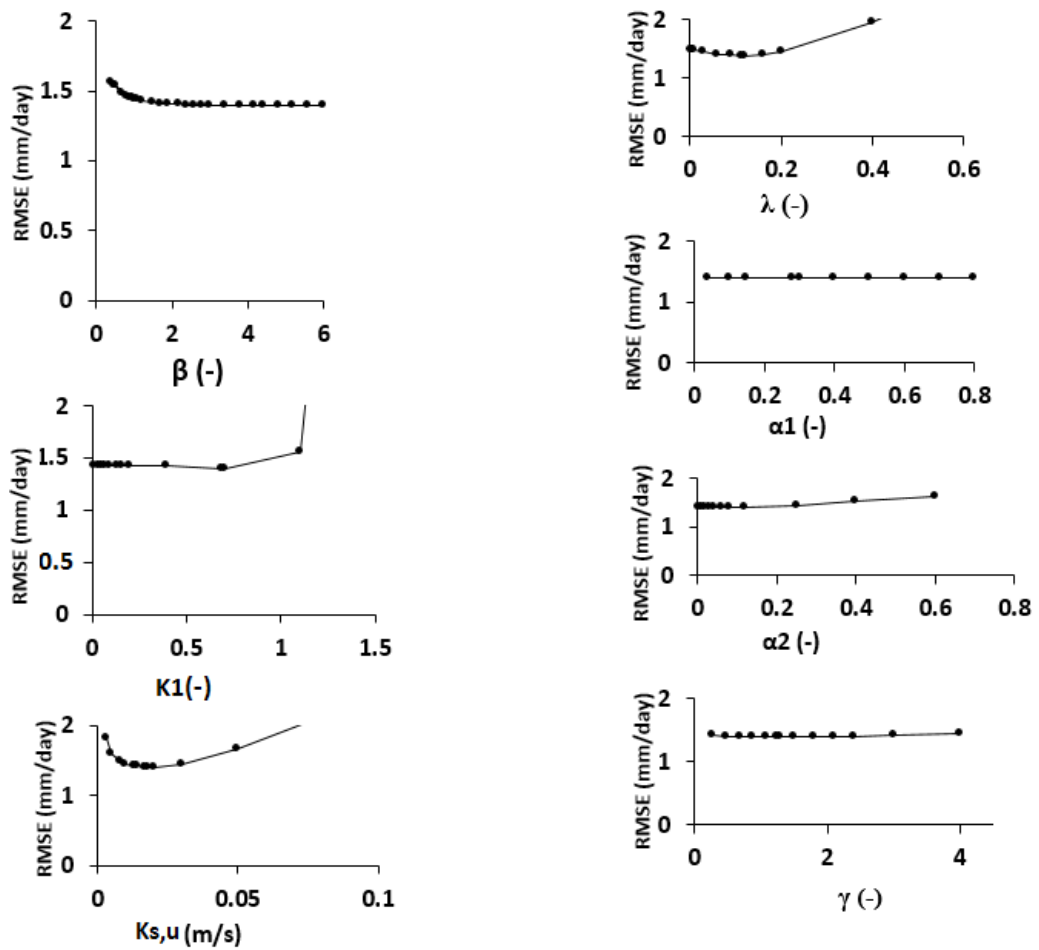 2
1.5
1
0.5
0
RMSE (mm/day)
0 2 4 6
β (-)
2
1.5
1
0.5
0
RMSE (mm/day)
0 0.5 1 1.5
K1(-)
2
1
0
RMSE (mm/day)
0 0.05 0.1
Ks,u (m/s)
2
1
0
RMSE (mm/day)
0 0.2 0.4 0.6
λ (-)
2
1
0
RMSE (mm/day)
0 0.2 0.4 0.6 0.8
α1 (-)
2
1
0
RMSE (mm/day)
0 0.2 0.4 0.6 0.8
α2 (-)
2
1
0
RMSE (mm/day)
0 2 4
γ (-)